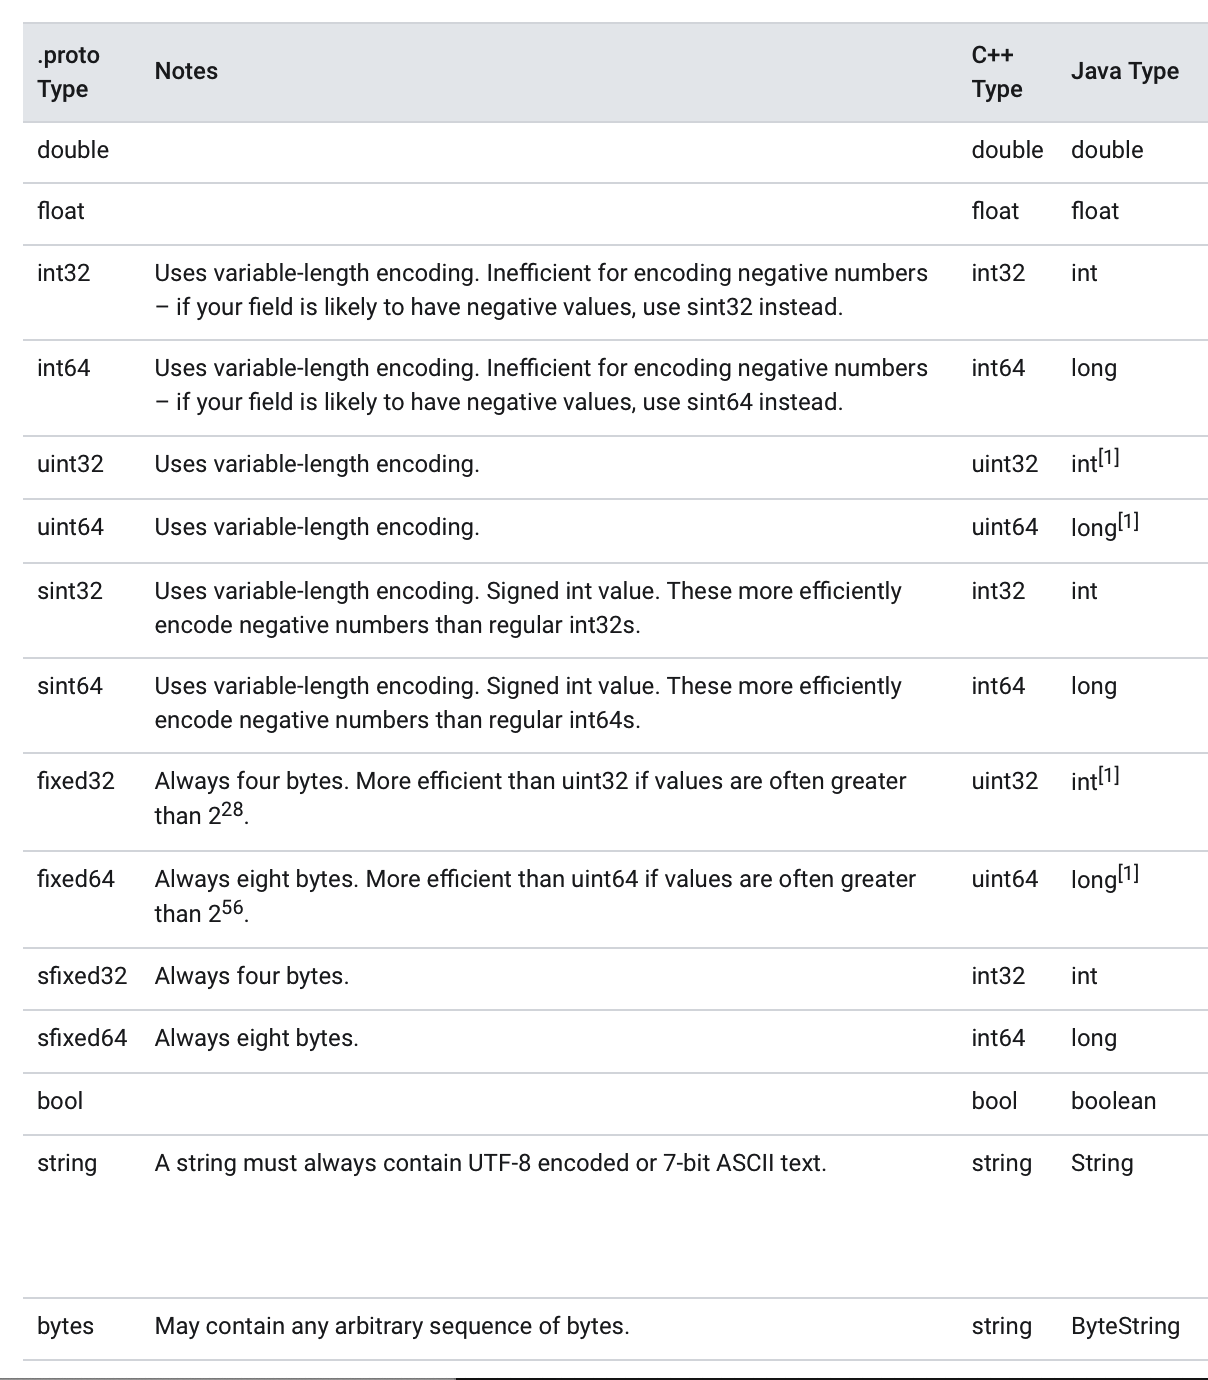 .proto Type Notes C++ Type Java Type
double double double
float float float
int32 Uses variable-length encoding. Inefficient for encoding negative numbers int32 int
– if your field is likely to have negative values, use sint32 instead.
int64 Uses variable-length encoding. Inefficient for encoding negative numbers int64 long
– if your field is likely to have negative values, use sint64 instead.
uint32 Uses variable-length encoding. uint32 int[1]
uint64 Uses variable-length encoding. uint64 long[1]
sint32 Uses variable-length encoding. Signed int value. These more efficiently int32 int
encode negative numbers than regular int32s.
sint64 Uses variable-length encoding. Signed int value. These more efficiently int64 long
encode negative numbers than regular int64s.
fixed32 Always four bytes. More efficient than uint32 if values are often greater uint32 int[1]
than 2^28.
fixed64 Always eight bytes. More efficient than uint64 if values are often greater uint64 long[1]
than 2^56.
sfixed32 Always four bytes. int32 int
sfixed64 Always eight bytes. int64 long
bool bool boolean
string A string must always contain UTF-8 encoded or 7-bit ASCII text. string String
bytes May contain any arbitrary sequence of bytes. string ByteString